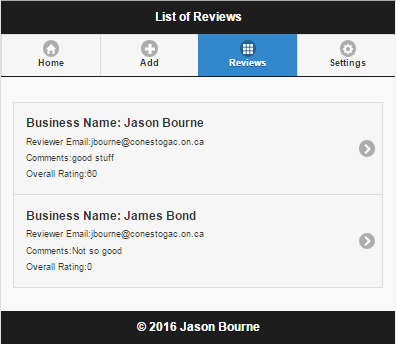 List of Reviews
Home Add Reviews Settings
Business Name: Jason Bourne
Reviewer Email:jbourne@conestogac.on.ca
Comments:good stuff
Overall Rating:60
Business Name: James Bond
Reviewer Email:jbourne@conestogac.on.ca
Comments:Not so good
Overall Rating:0
© 2016 Jason Bourne